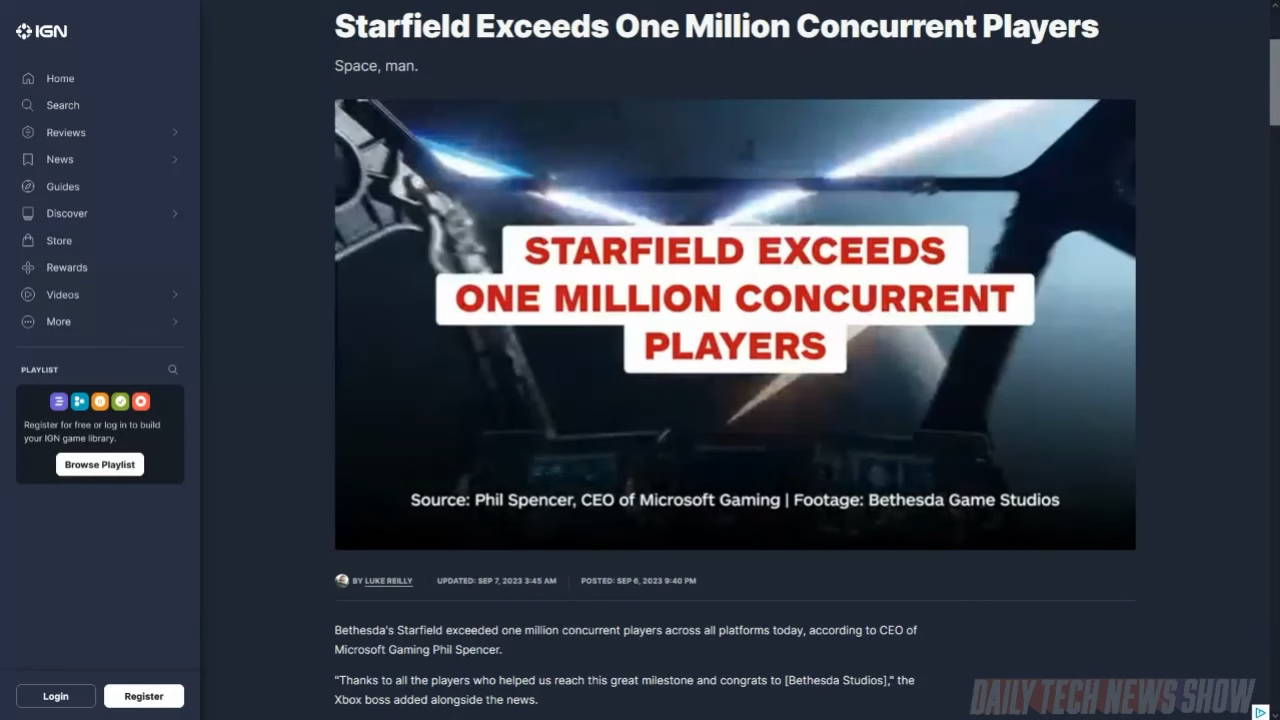 IGN
Home
Search
Reviews
News
Guides
Discover
Store
Rewards
Videos
More
PLAYLIST
Register for free or log in to build
your IGN game library.
Browse Playlist
Login
Register
Starfield Exceeds One Million Concurrent Players
Space, man.
STARFIELD EXCEEDS
ONE MILLION CONCURRENT
PLAYERS
Source: Phil Spencer, CEO of Microsoft Gaming | Footage: Bethesda Game Studios
BY LUKE REILLY UPDATED: SEP 7, 2023 3:45 AM POSTED: SEP 6, 2023 9:40 PM
Bethesda's Starfield exceeded one million concurrent players across all platforms today, according to CEO of
Microsoft Gaming Phil Spencer.
"Thanks to all the players who helped us reach this great milestone and congrats to [Bethesda Studios]," the
Xbox boss added alongside the news.
DAILY TECH NEWS SHOW